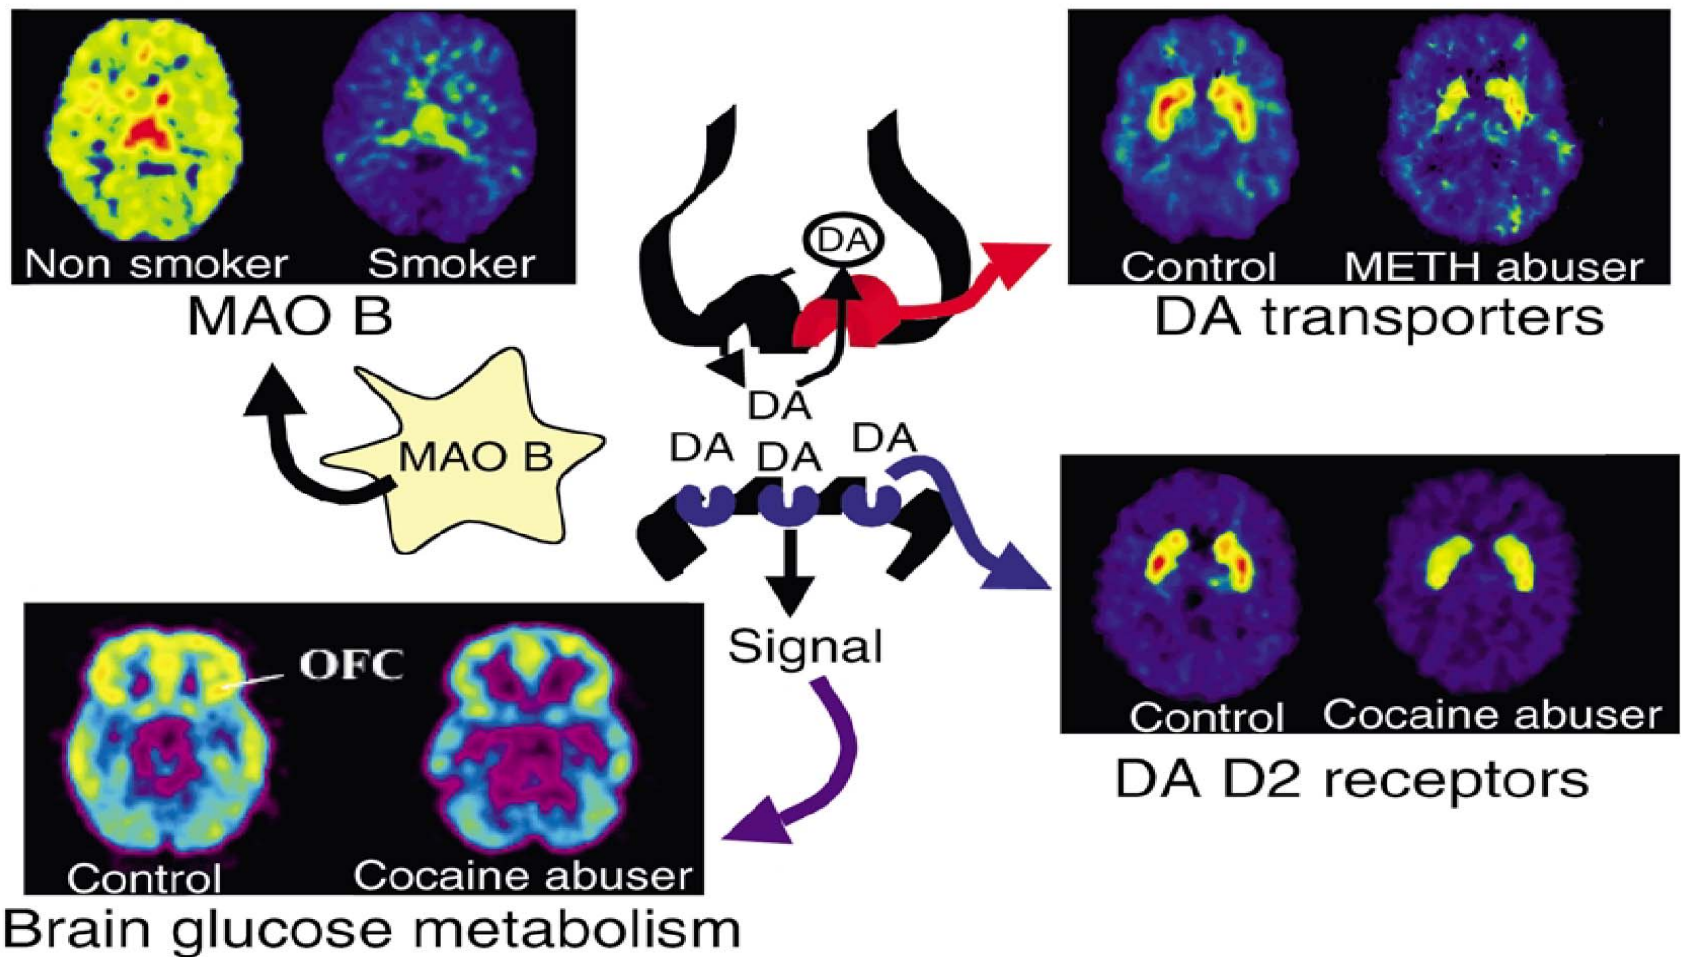 Non smoker
Smoker
MAO B
MAO B
DA
DA
DA
DA
DA
Signal
Control
METH abuser
DA transporters
Control
Cocaine abuser
DA D2 receptors
OFC
Control
Cocaine abuser
Brain glucose metabolism